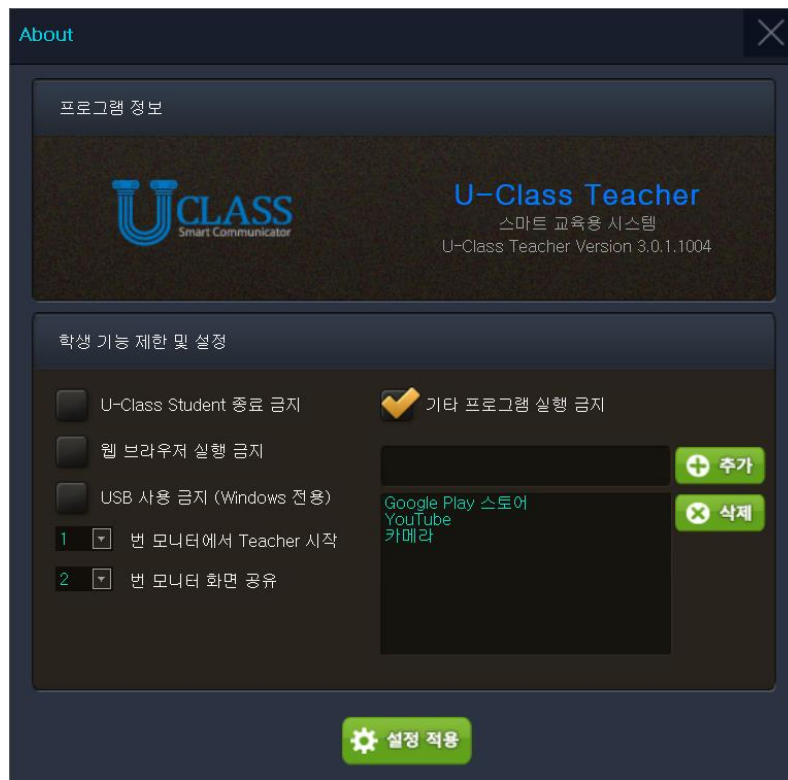 About
프로그램 정보
UCLASS
Smart Communicator
U-Class Teacher
스마트 교육용 시스템
U-Class Teacher Version 3.0.1.1004
학생 기능 제한 및 설정
U-Class Student 종료 금지
기타 프로그램 실행 금지
웹 브라우저 실행 금지
추가
USB 사용 금지 (Windows 전용)
Google Play 스토어
YouTube
카메라
삭제
1 번 모니터에서 Teacher 시작
2 번 모니터 화면 공유
설정 적용